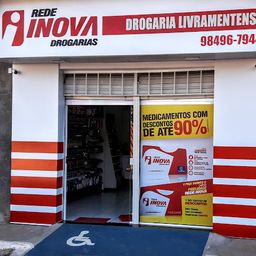 REDE
INOVA
DROGARIAS
DROGARIA LIVRAMENTENS
98496-794
MEDICAMENTOS COM
DESCONTOS
DE ATÉ 90%
INOVA
INOVA